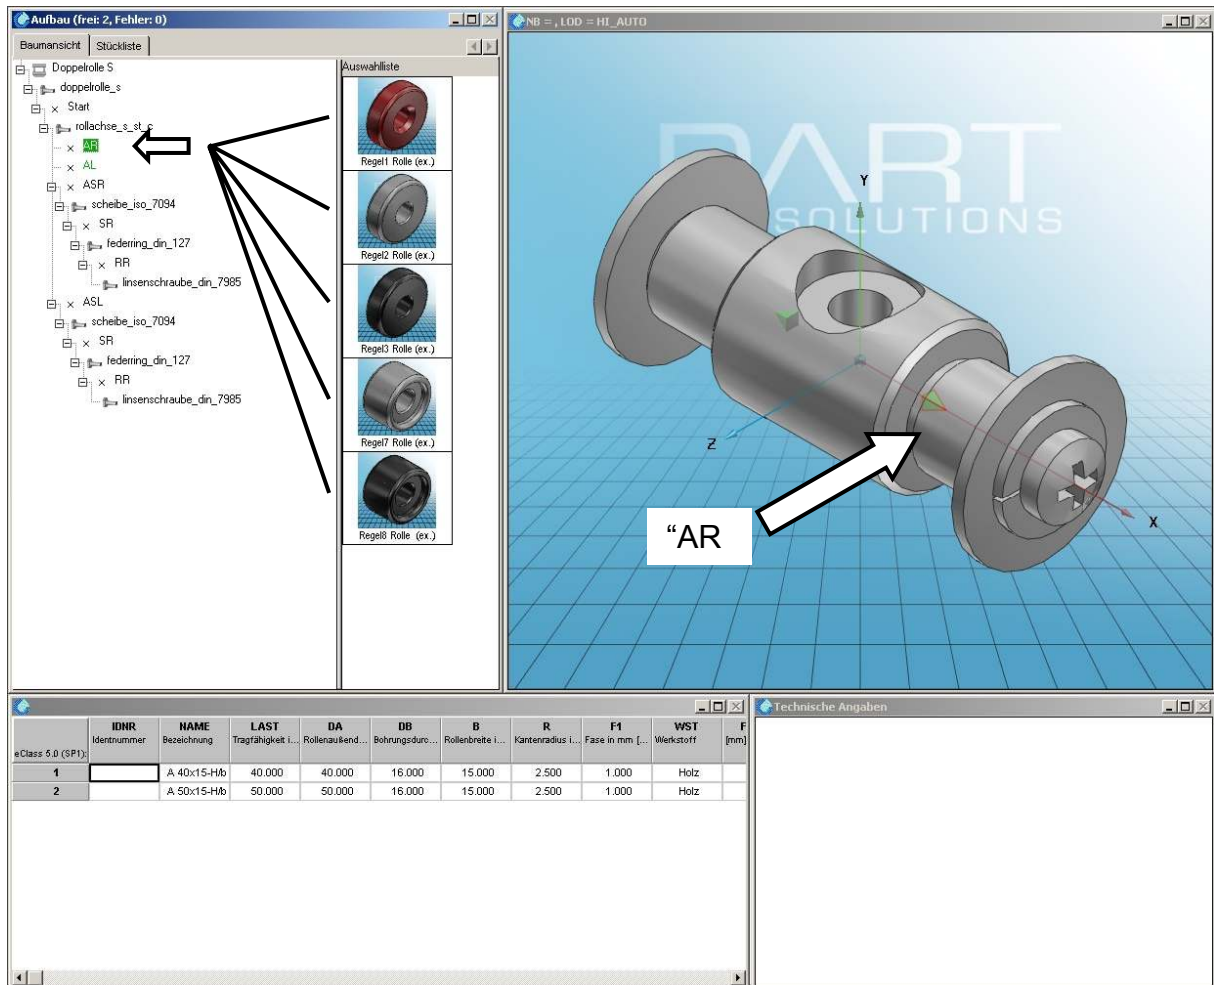 Aufbau (frei: 2, Fehler: 0)
Baumansicht Stückliste
Doppelrolle S
doppelrolle_s
Start
rollachse_s_st_c
AR
AL
ASR
scheibe_iso_7094
SR
federring_din_127
RR
linsenschraube_din_7985
ASL
scheibe_iso_7094
SR
federring_din_127
RR
linsenschraube_din_7985
Auswahlliste
Regel1 Rolle (ex.)
Regel2 Rolle (ex.)
Regel3 Rolle (ex.)
Regel7 Rolle (ex.)
Regel8 Rolle (ex.)
NB = , LOD = HI_AUTO
PART
SOLUTIONS
Y
Z
X
“AR
IDNR NAME LAST DA DB B R F1 WST F
Identnummer Bezeichnung Tragfähigkeit i... Rollenaußend... Bohrungsdurc... Rollenbreite i... Kantenradius i... Fase in mm [... Werkstoff [mm]
eClass 5.0 (SP1):
1 A 40x15-H/b 40.000 40.000 16.000 15.000 2.500 1.000 Holz
2 A 50x15-H/b 50.000 50.000 16.000 15.000 2.500 1.000 Holz
Technische Angaben